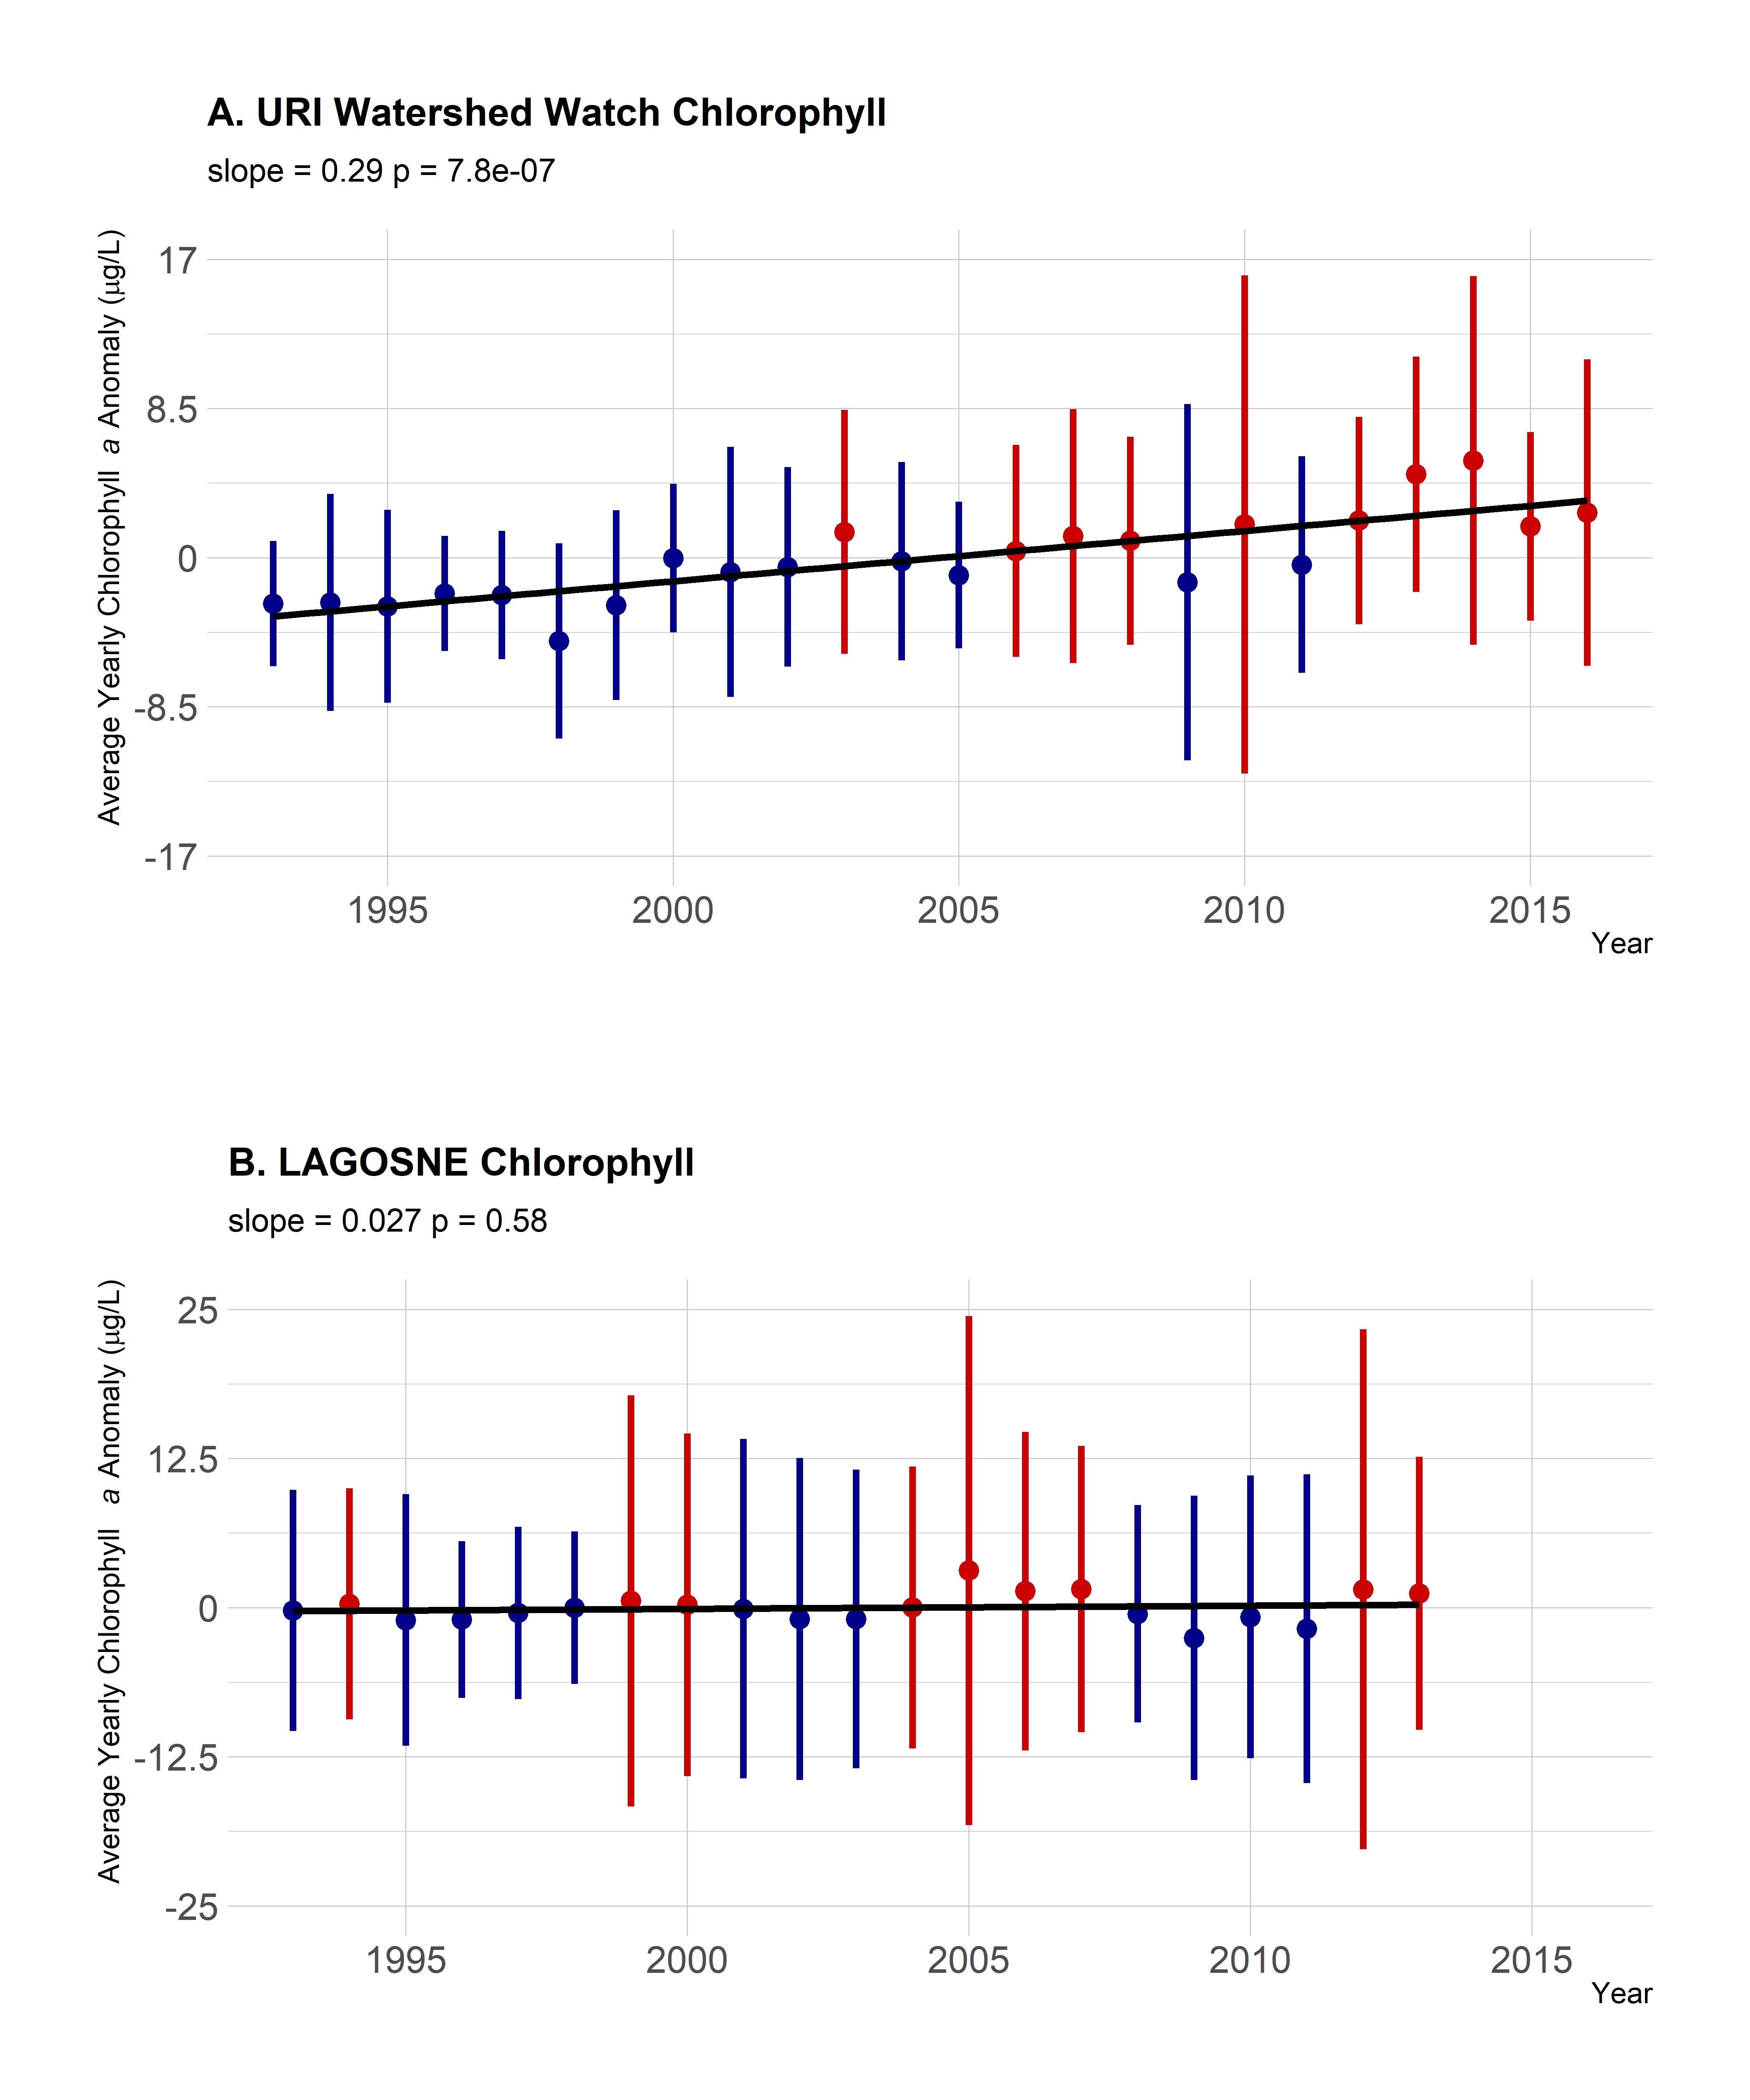 A. URI Watershed Watch Chlorophyll
slope = 0.29 p = 7.8e-07
Average Yearly Chlorophyll a Anomaly (μg/L)
17
8.5
0
-8.5
-17
1995 2000 2005 2010 2015
Year
B. LAGOSNE Chlorophyll
slope = 0.027 p = 0.58
Average Yearly Chlorophyll a Anomaly (μg/L)
25
12.5
0
-12.5
-25
1995 2000 2005 2010 2015
Year